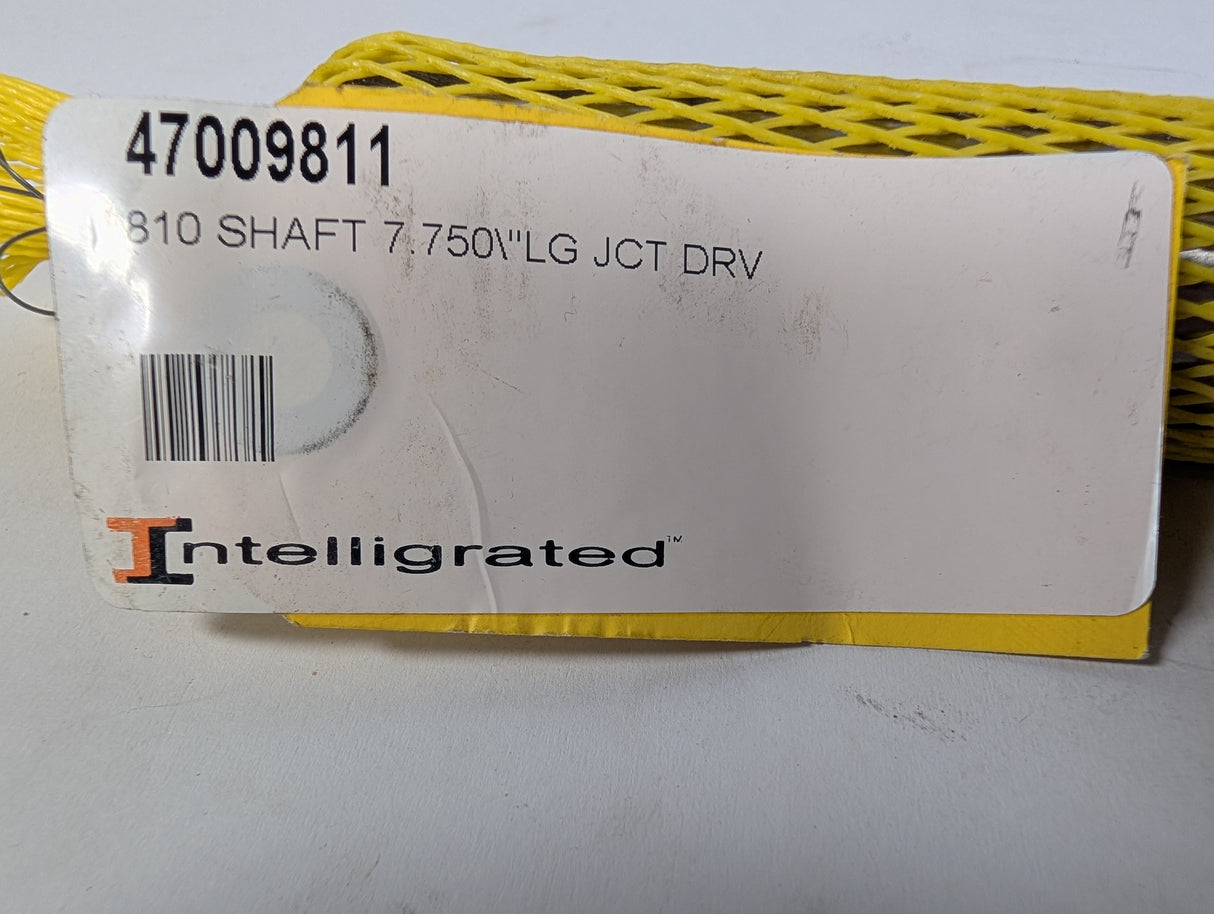 47009811
810 SHAFT 7.750\"LG JCT DRV
Intelligrated™